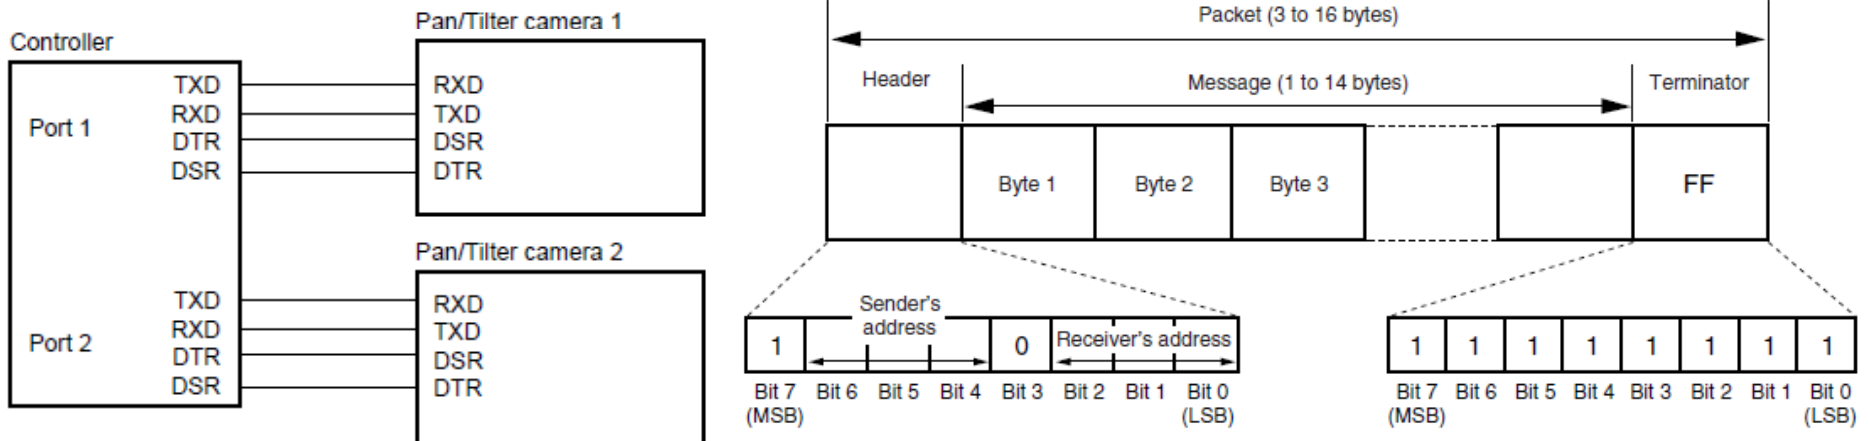 Controller
Port 1
TXD
RXD
DTR
DSR
Port 2
TXD
RXD
DTR
DSR
Pan/Tilter camera 1
RXD
TXD
DSR
DTR
Pan/Tilter camera 2
RXD
TXD
DSR
DTR
Packet (3 to 16 bytes)
Header
Message (1 to 14 bytes)
Terminator
Byte 1
Byte 2
Byte 3
FF
1
Sender's
address
0
Receiver's address
Bit 7 Bit 6 Bit 5 Bit 4 Bit 3 Bit 2 Bit 1 Bit 0
(MSB) (LSB)
1 1 1 1 1 1 1 1
Bit 7 Bit 6 Bit 5 Bit 4 Bit 3 Bit 2 Bit 1 Bit 0
(MSB) (LSB)